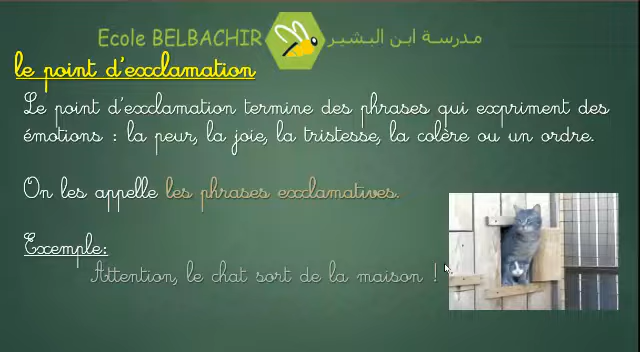 Ecole BELBACHIR مدرسة ابن البشير
le point d'exclamation
Le point d'exclamation termine des phrases qui expriment des
émotions : la peur, la joie, la tristesse, la colère ou un ordre.
On les appelle les phrases exclamatives.
Exemple:
Attention, le chat sort de la maison !